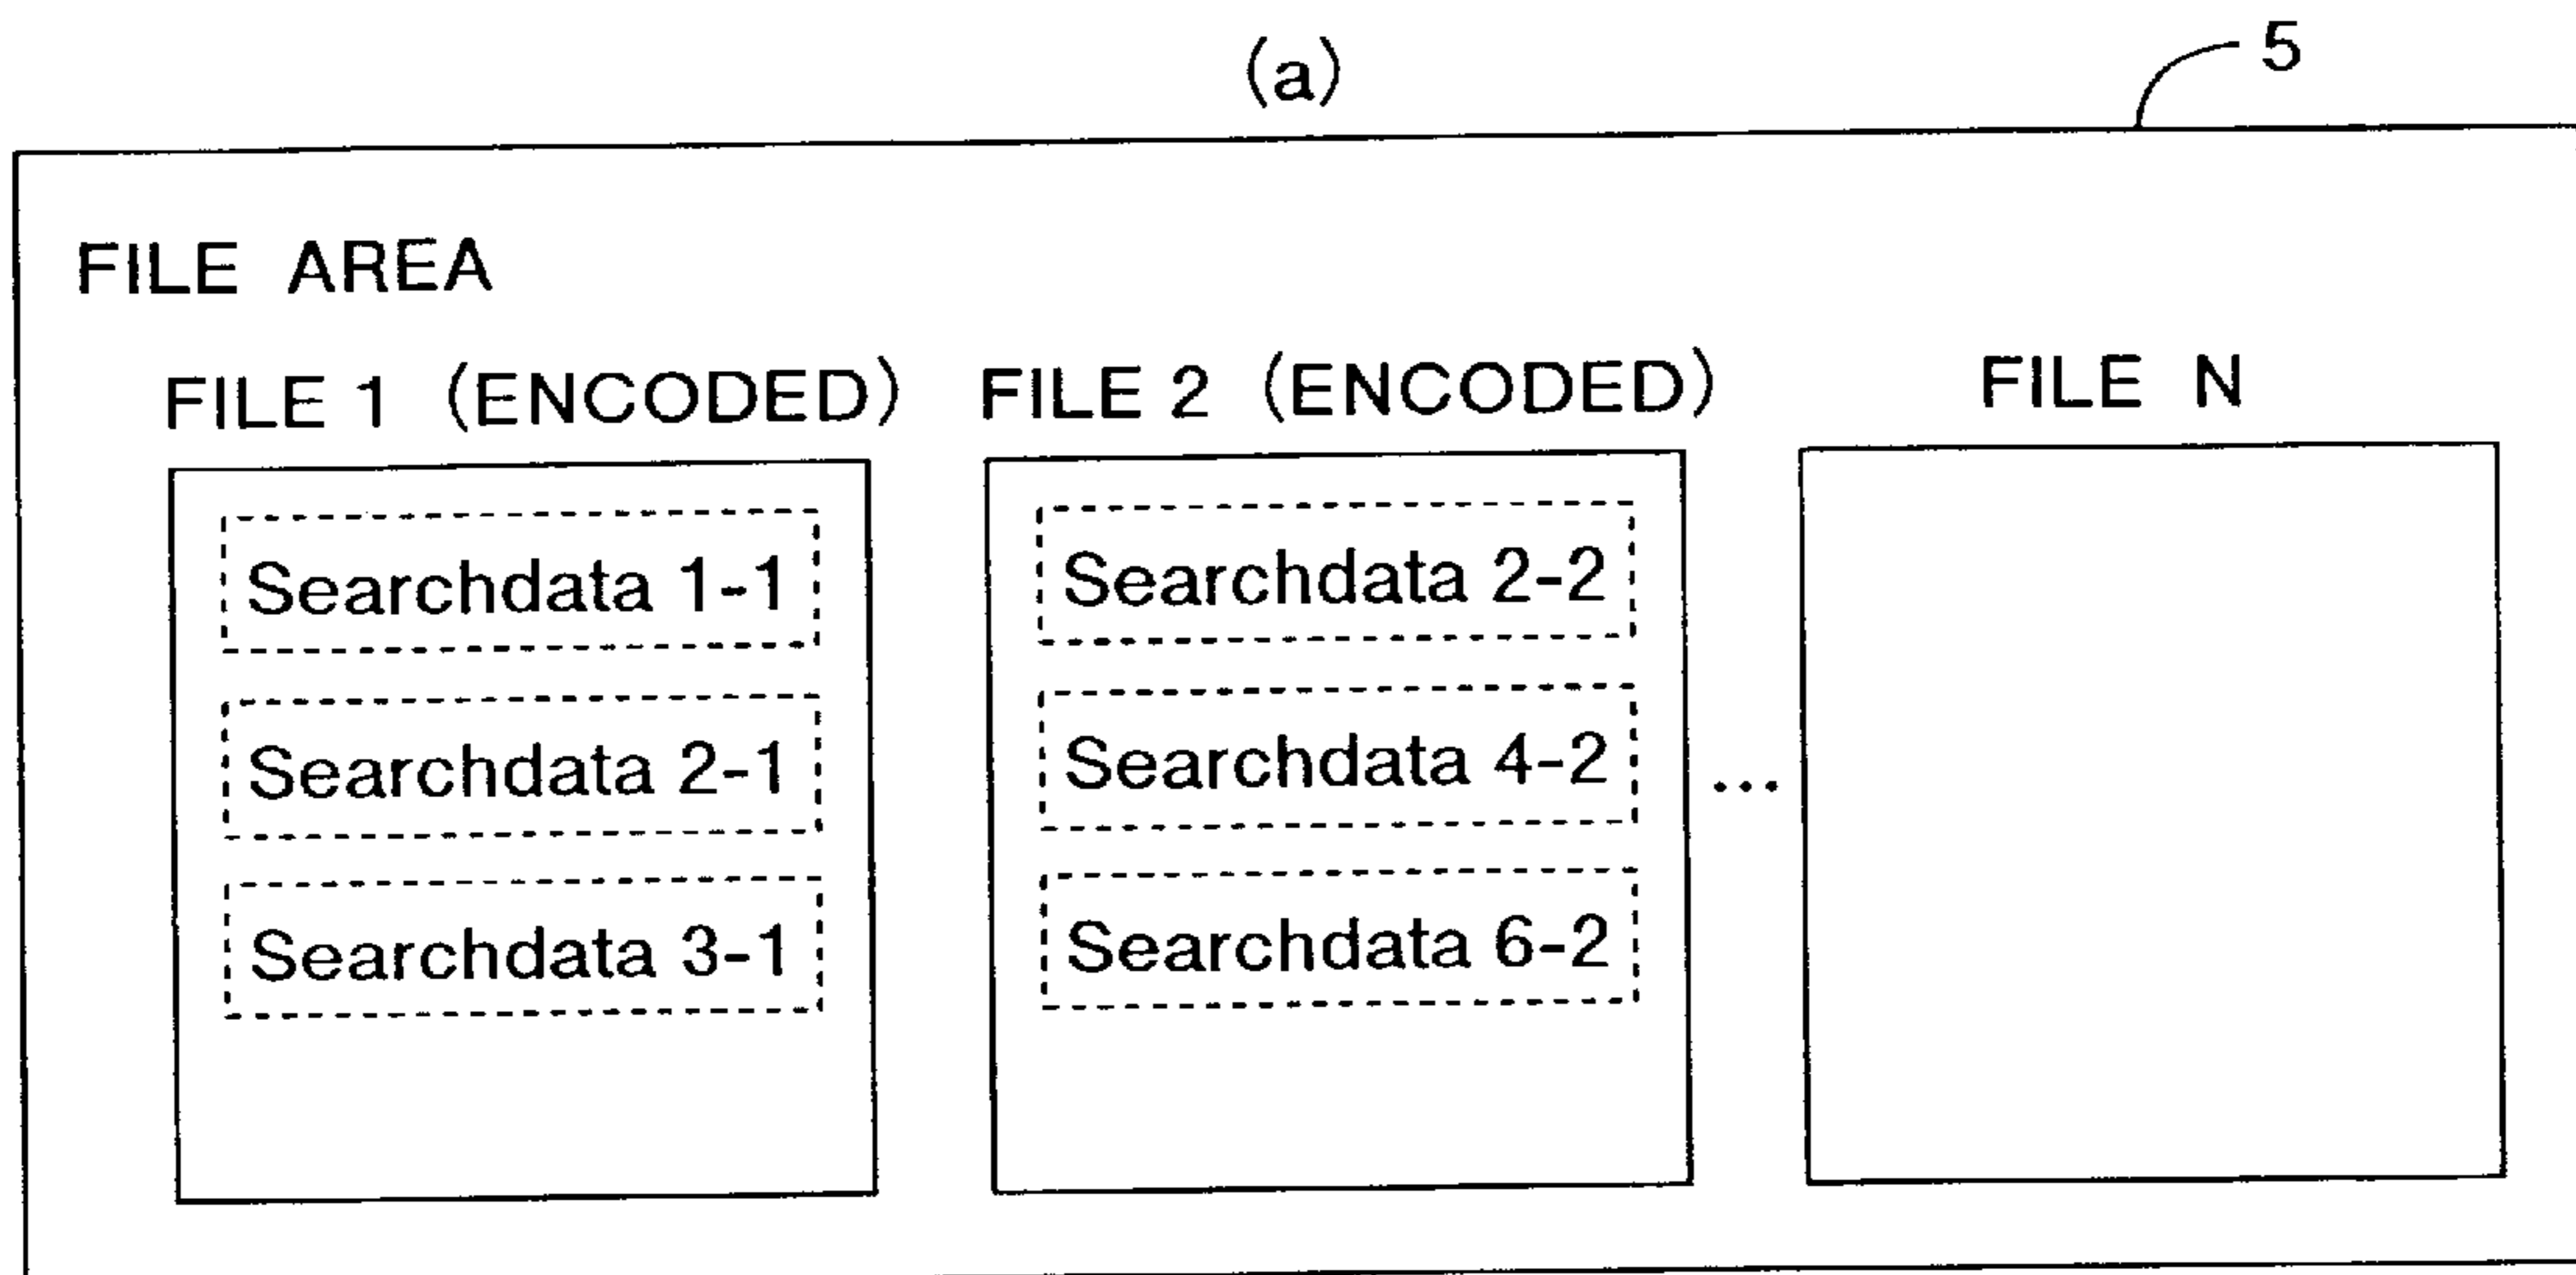 (a)
5
FILE AREA
FILE 1 (ENCODED)
Searchdata 1-1
Searchdata 2-1
Searchdata 3-1
FILE 2 (ENCODED)
Searchdata 2-2
Searchdata 4-2
Searchdata 6-2
...
FILE N